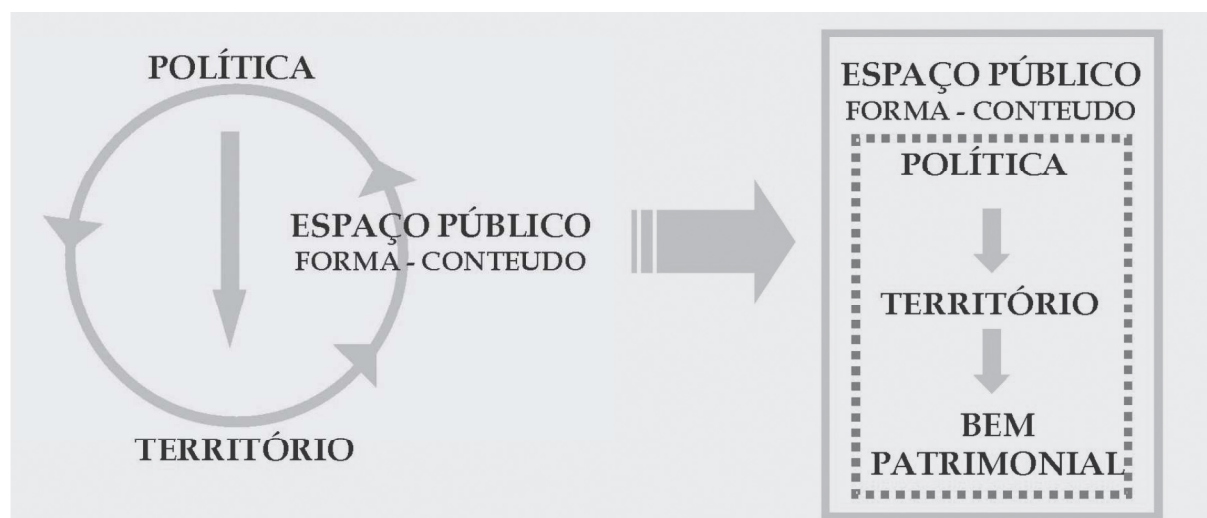 POLÍTICA
ESPAÇO PÚBLICO
FORMA - CONTEUDO
TERRITÓRIO
ESPAÇO PÚBLICO
FORMA - CONTEUDO
POLÍTICA
TERRITÓRIO
BEM
PATRIMONIAL